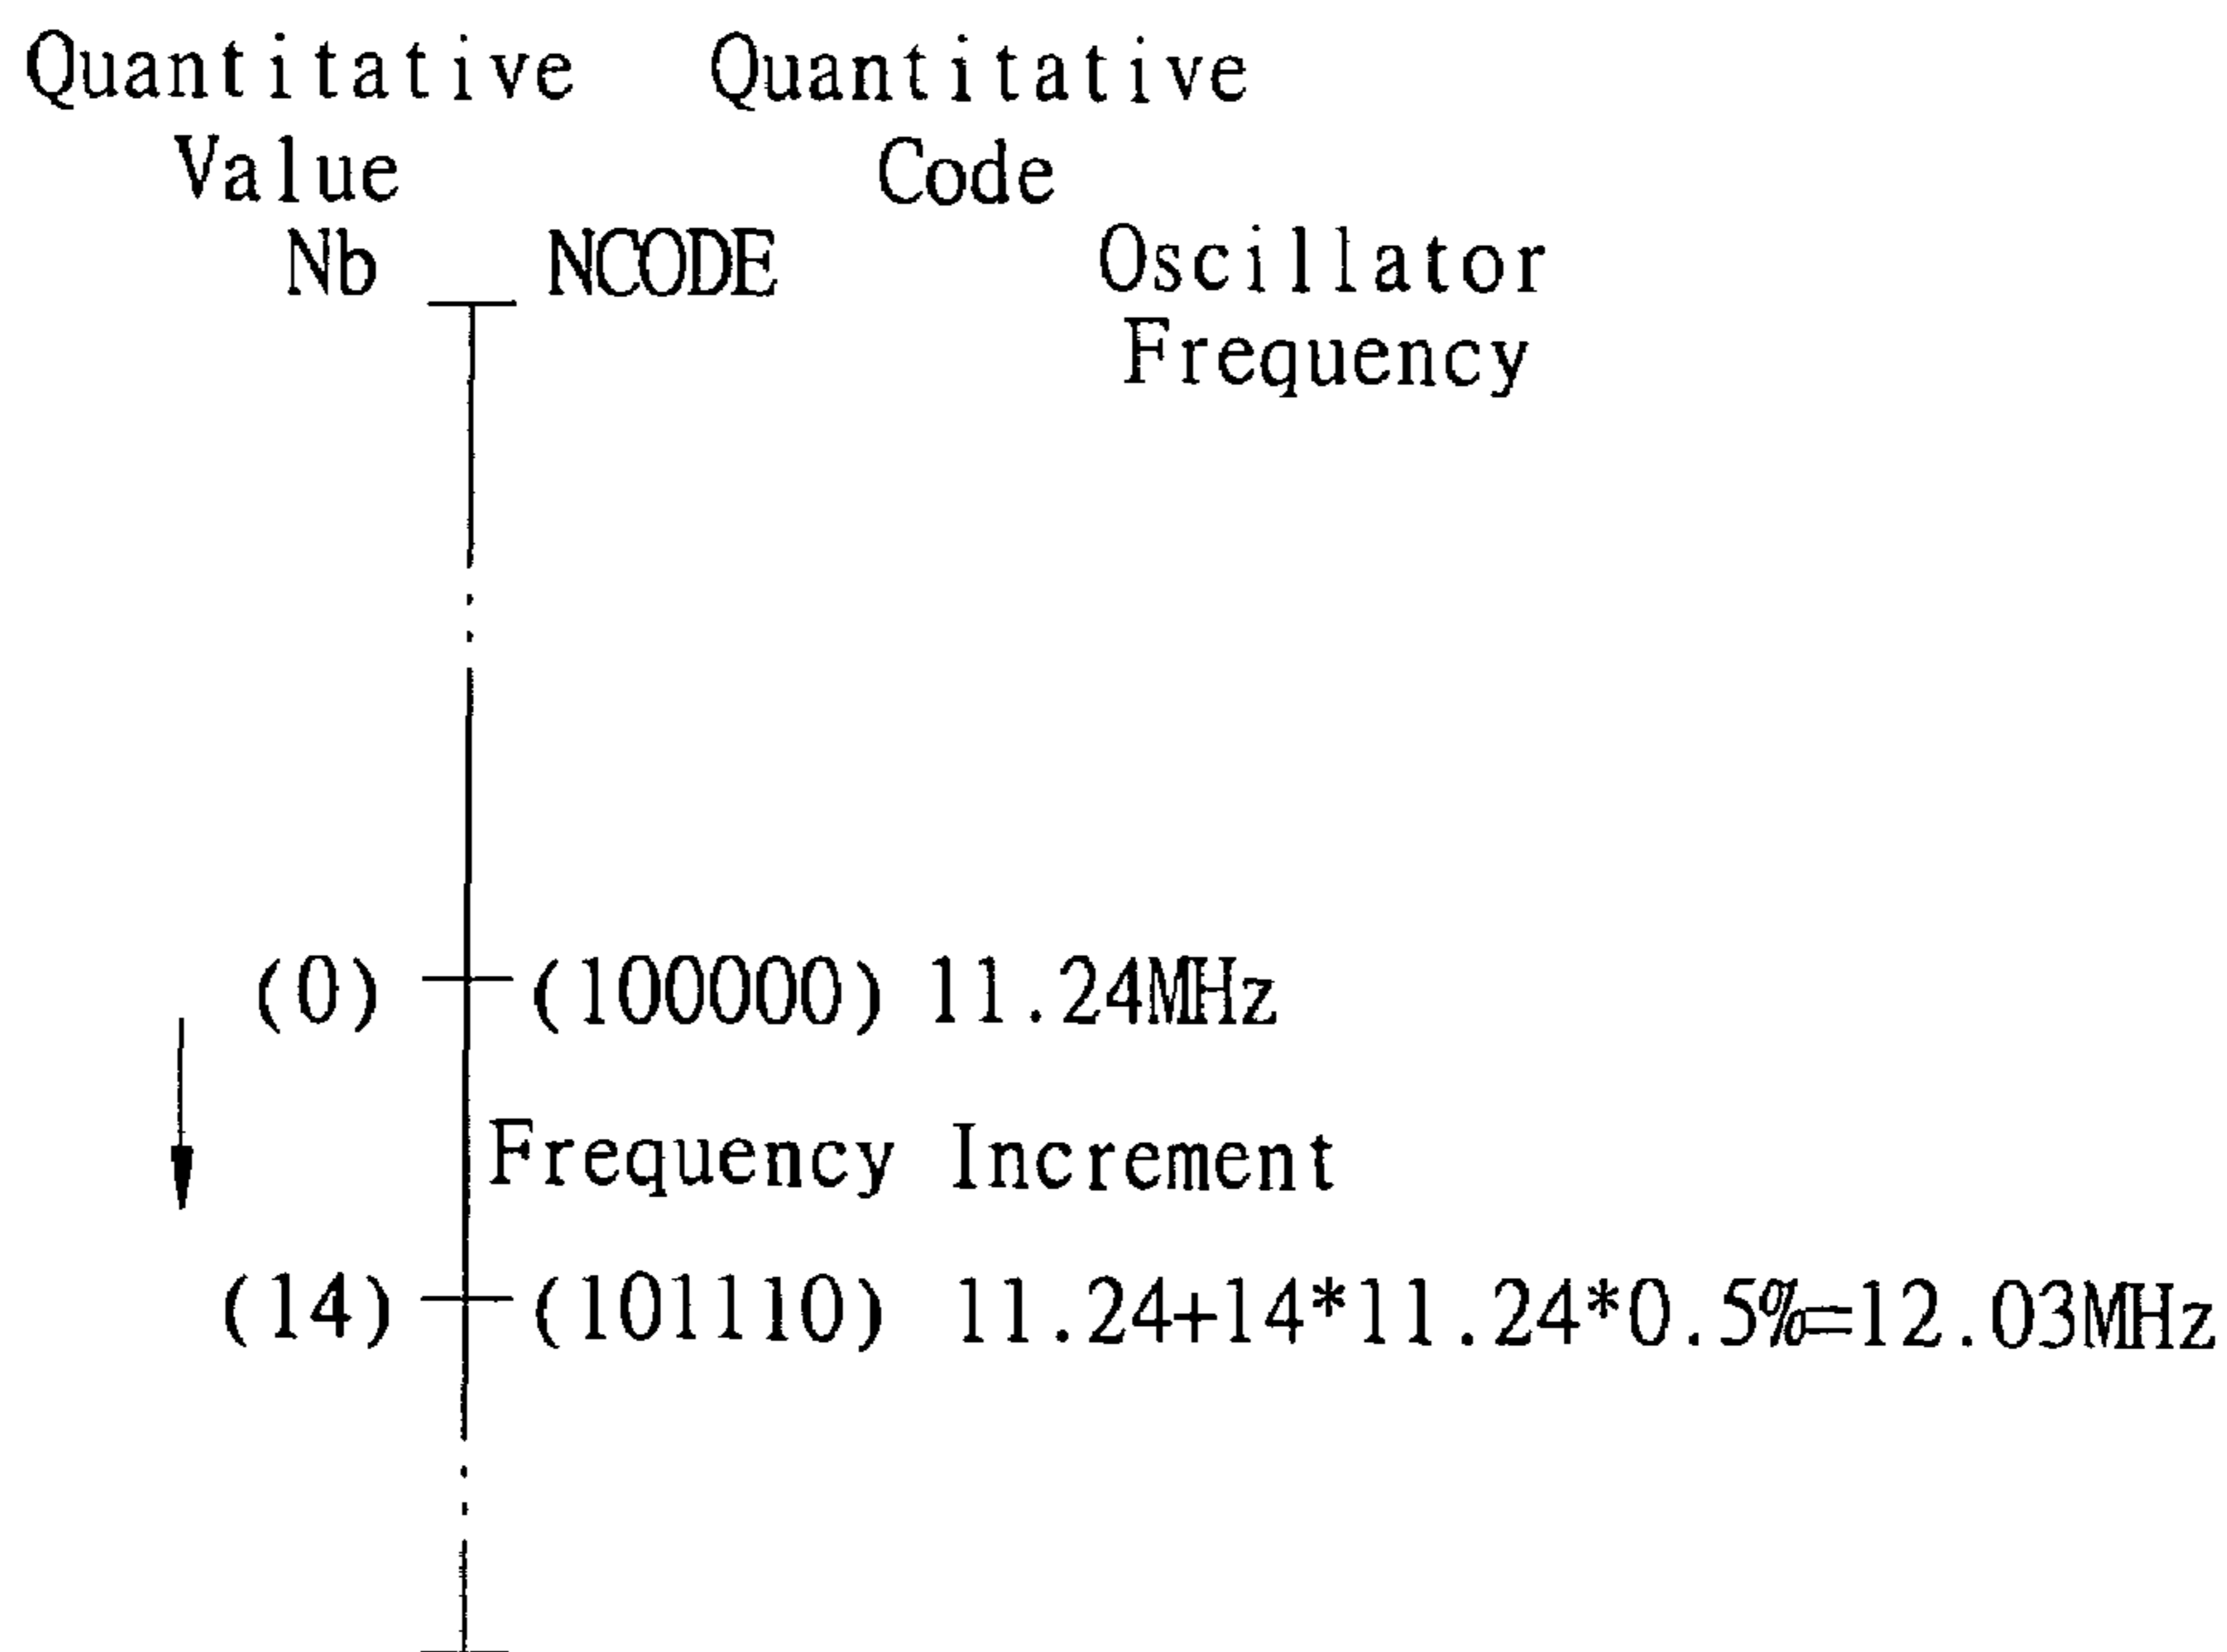 Quantitative Quantitative
Value Code
Nb NCODE Oscillator
Frequency
(0) (100000) 11.24MHz
Frequency Increment
(14) (101110) 11.24+14*11.24*0.5%=12.03MHz